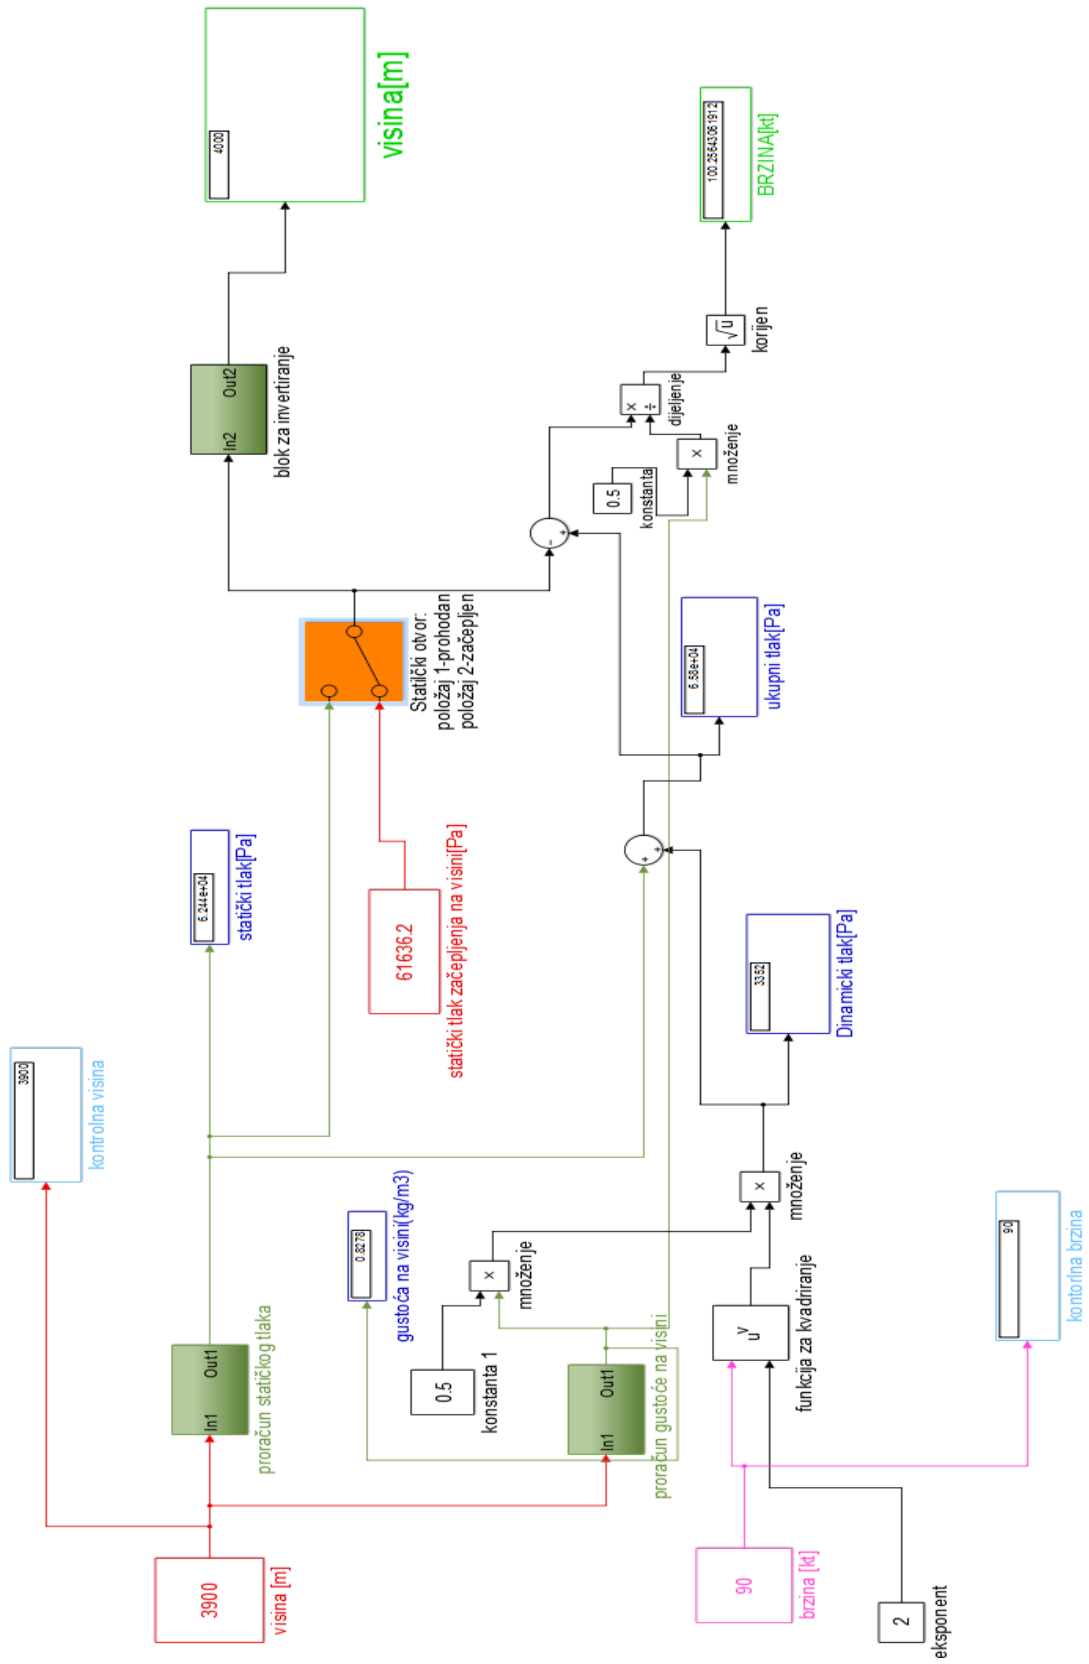 4000
visina[m]
100.25643061912
BRZINA[kt]
Out2
In2
blok za invertiranje
√u
korijen
×
÷
dijeljenje
×
množenje
0.5
konstanta
-
+
Statilčki otvor:
položaj 1-prohodan
položaj 2-začepljen
6.58e+04
ukupni tlak[Pa]
6.244e+04
statički tlak[Pa]
61636.2
statički tlak začepljenja na visini[Pa]
+
+
3352
Dinamicki tlak[Pa]
3900
kontrolna visina
0.8278
gustoća na visini(kg/m3)
×
množenje
×
množenje
90
kontorlna brzina
Out1
In1
proračun statičkog tlaka
0.5
konstanta 1
Out1
In1
proračun gustoće na visini
u^v
funkcija za kvadriranje
3900
visina [m]
90
brzina [kt]
2
eksponent